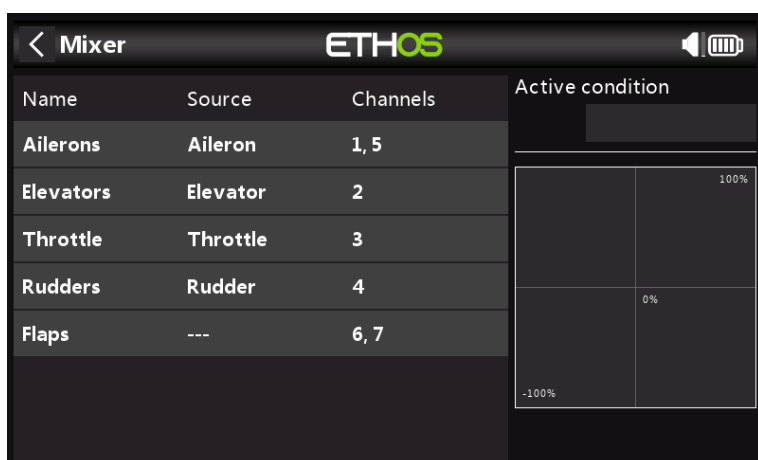 Mixer
ETHOS
Name Source Channels
Ailerons Aileron 1, 5
Elevators Elevator 2
Throttle Throttle 3
Rudders Rudder 4
Flaps --- 6, 7
Active condition
100%
0%
-100%